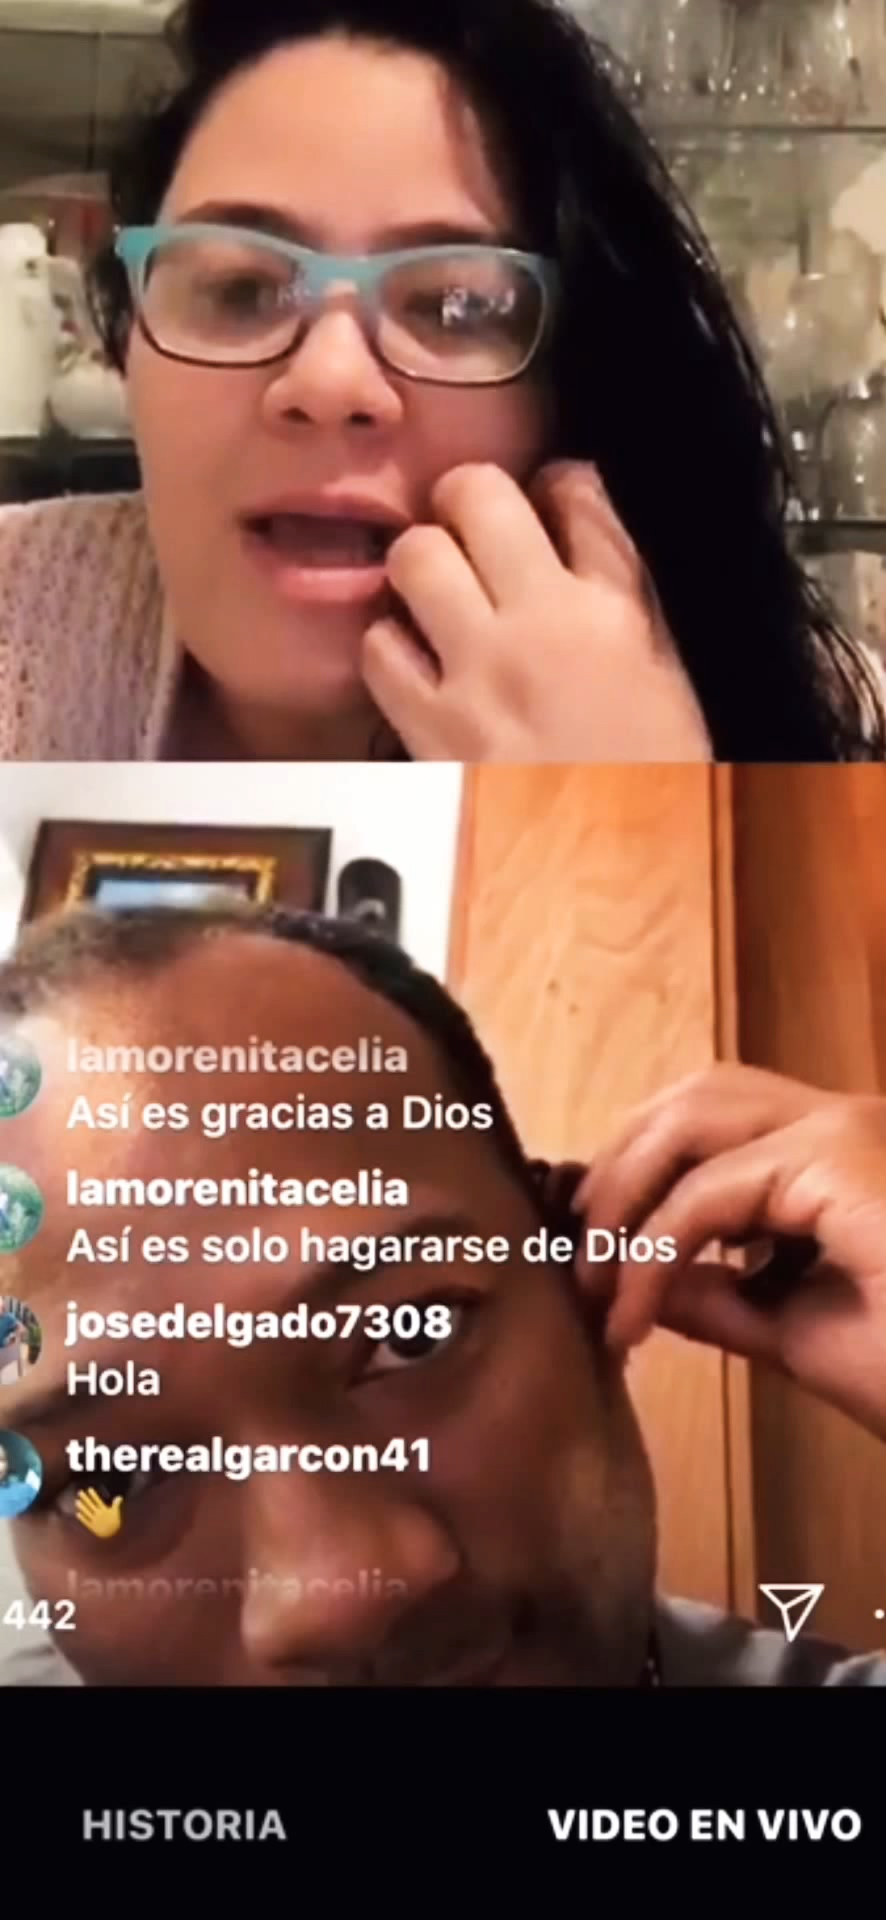 lamorenitacelia
Así es gracias a Dios
lamorenitacelia
Así es solo hagararse de Dios
josedelgado7308
Hola
therealgarcon41
👋
lamorenitacelia
442
HISTORIA
VIDEO EN VIVO